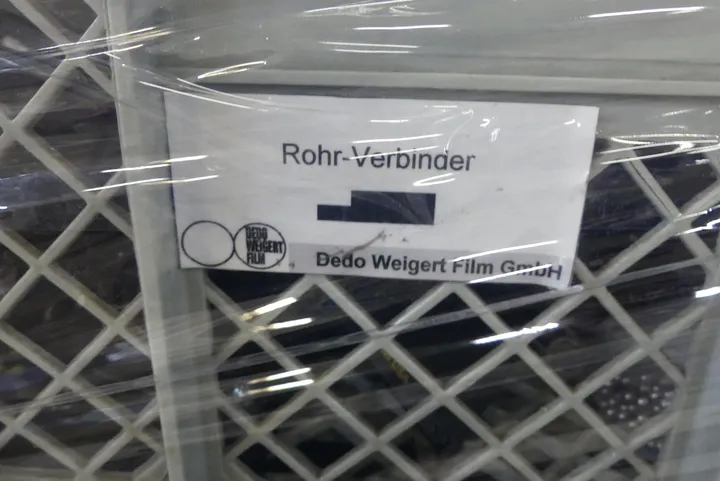 Rohr-Verbinder
DEDO
WEIGERT
FILM
Dedo Weigert Film GmbH